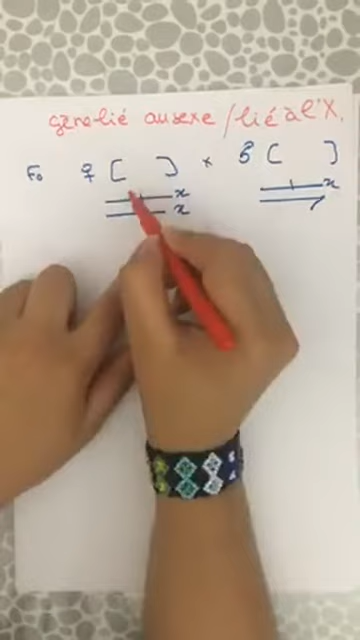 gène lié au sexe / lié à l'X.
F₀ ♀ [ ] × ♂ [ ]
x x
x